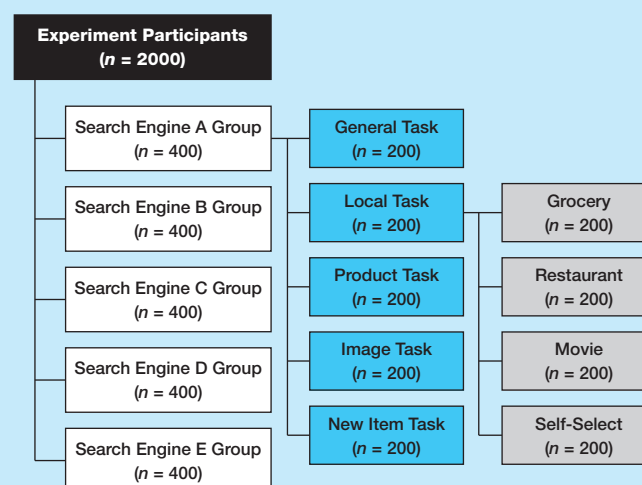 Experiment Participants
(n = 2000)
Search Engine A Group
(n = 400)
Search Engine B Group
(n = 400)
Search Engine C Group
(n = 400)
Search Engine D Group
(n = 400)
Search Engine E Group
(n = 400)
General Task
(n = 200)
Local Task
(n = 200)
Product Task
(n = 200)
Image Task
(n = 200)
New Item Task
(n = 200)
Grocery
(n = 200)
Restaurant
(n = 200)
Movie
(n = 200)
Self-Select
(n = 200)